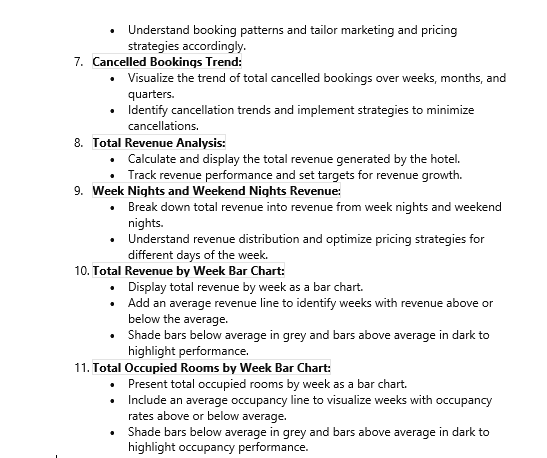 • Understand booking patterns and tailor marketing and pricing
strategies accordingly.
7. Cancelled Bookings Trend:
• Visualize the trend of total cancelled bookings over weeks, months, and
quarters.
• Identify cancellation trends and implement strategies to minimize
cancellations.
8. Total Revenue Analysis:
• Calculate and display the total revenue generated by the hotel.
• Track revenue performance and set targets for revenue growth.
9. Week Nights and Weekend Nights Revenue:
• Break down total revenue into revenue from week nights and weekend
nights.
• Understand revenue distribution and optimize pricing strategies for
different days of the week.
10. Total Revenue by Week Bar Chart:
• Display total revenue by week as a bar chart.
• Add an average revenue line to identify weeks with revenue above or
below the average.
• Shade bars below average in grey and bars above average in dark to
highlight performance.
11. Total Occupied Rooms by Week Bar Chart:
• Present total occupied rooms by week as a bar chart.
• Include an average occupancy line to visualize weeks with occupancy
rates above or below average.
• Shade bars below average in grey and bars above average in dark to
highlight occupancy performance.